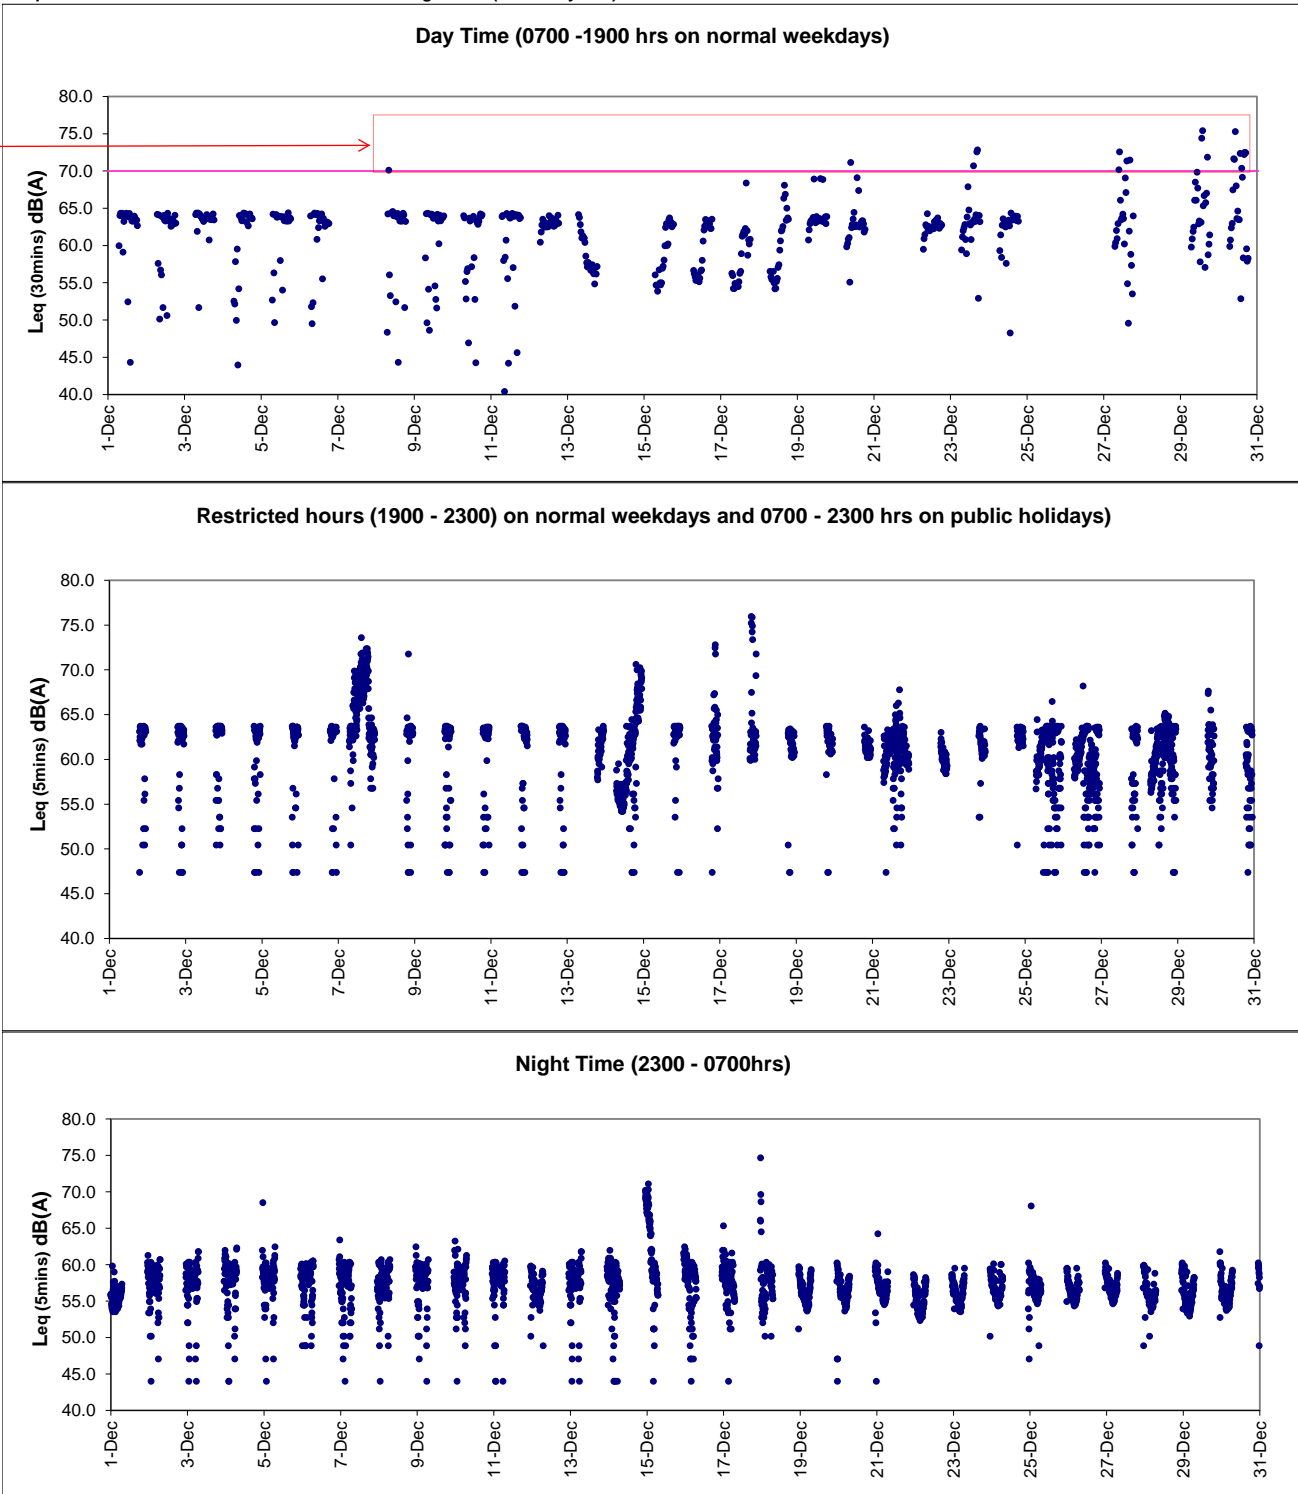 Day Time (0700 -1900 hrs on normal weekdays)
Leq (30mins) dB(A)
80.0
75.0
70.0
65.0
60.0
55.0
50.0
45.0
40.0
1-Dec
3-Dec
5-Dec
7-Dec
9-Dec
11-Dec
13-Dec
15-Dec
17-Dec
19-Dec
21-Dec
23-Dec
25-Dec
27-Dec
29-Dec
31-Dec
Restricted hours (1900 - 2300) on normal weekdays and 0700 - 2300 hrs on public holidays)
Leq (5mins) dB(A)
80.0
75.0
70.0
65.0
60.0
55.0
50.0
45.0
40.0
1-Dec
3-Dec
5-Dec
7-Dec
9-Dec
11-Dec
13-Dec
15-Dec
17-Dec
19-Dec
21-Dec
23-Dec
25-Dec
27-Dec
29-Dec
31-Dec
Night Time (2300 - 0700hrs)
Leq (5mins) dB(A)
80.0
75.0
70.0
65.0
60.0
55.0
50.0
45.0
40.0
1-Dec
3-Dec
5-Dec
7-Dec
9-Dec
11-Dec
13-Dec
15-Dec
17-Dec
19-Dec
21-Dec
23-Dec
25-Dec
27-Dec
29-Dec
31-Dec